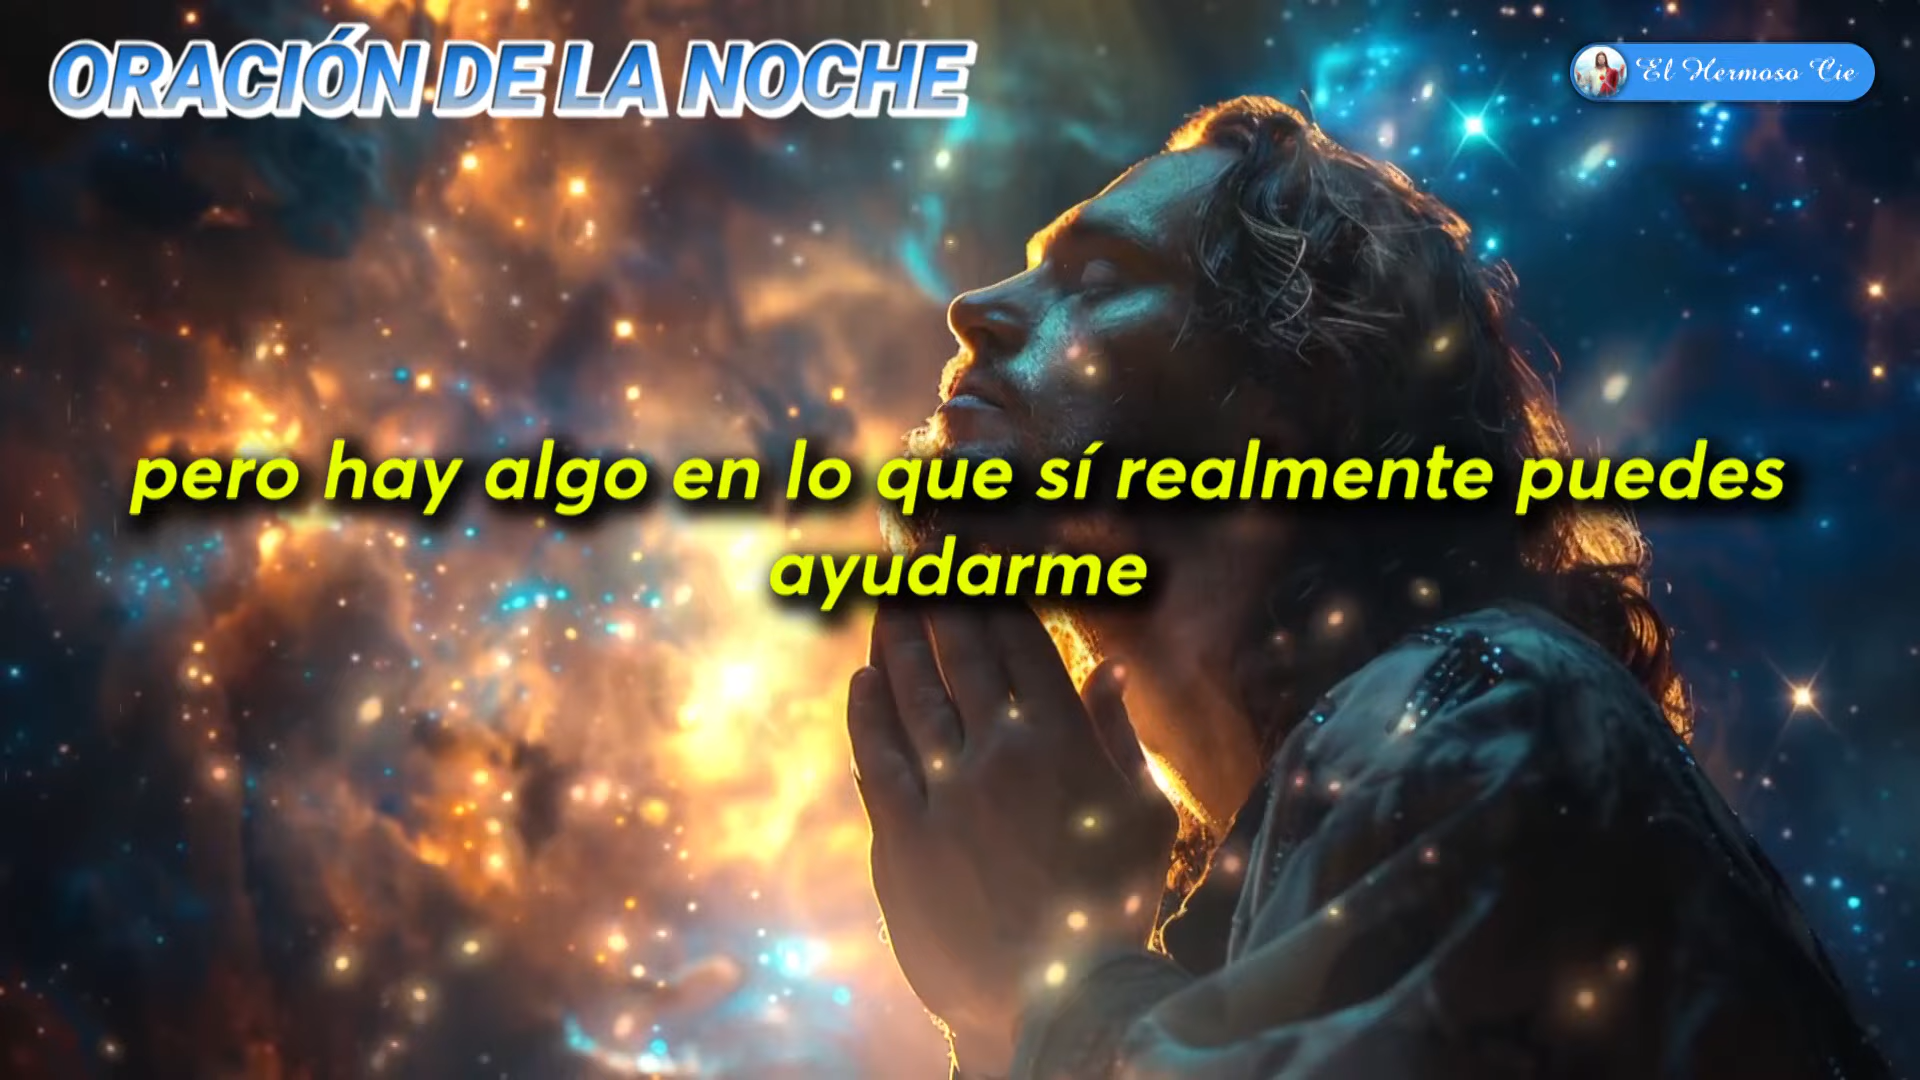 ORACIÓN DE LA NOCHE
El Hermoso Cie
pero hay algo en lo que sí realmente puedes
ayudarme